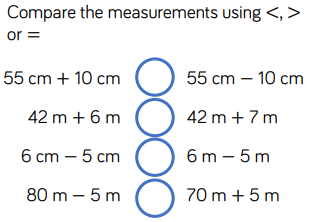 Compare the measurements using <, >
or =
55 cm + 10 cm 55 cm – 10 cm
42 m + 6 m 42 m + 7 m
6 cm – 5 cm 6 m – 5 m
80 m – 5 m 70 m + 5 m